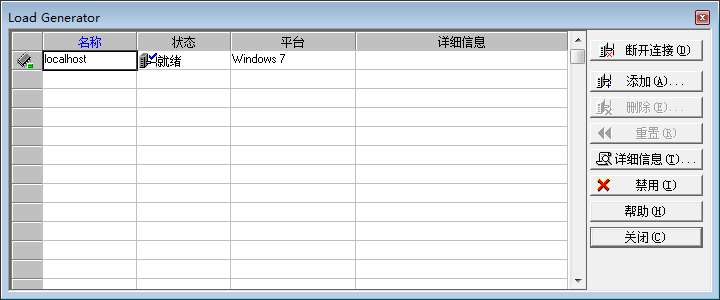 Load Generator
名称 状态 平台 详细信息
localhost 就绪 Windows 7
断开连接(D)
添加(A)...
删除(E)...
重置(R)
详细信息(T)...
禁用(I)
帮助(H)
关闭(C)